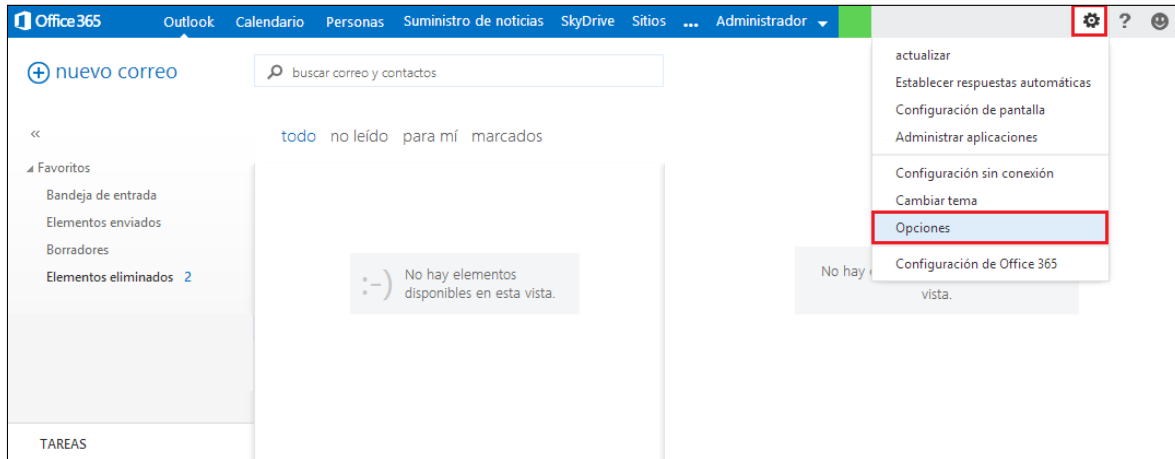 Office 365 Outlook Calendario Personas Suministro de noticias SkyDrive Sitios ... Administrador ?
nuevo correo
buscar correo y contactos
todo no leído para mí marcados
Favoritos
Bandeja de entrada
Elementos enviados
Borradores
Elementos eliminados 2
TAREAS
:-)
No hay elementos
disponibles en esta vista.
No hay
vista.
actualizar
Establecer respuestas automáticas
Configuración de pantalla
Administrar aplicaciones
Configuración sin conexión
Cambiar tema
Opciones
Configuración de Office 365